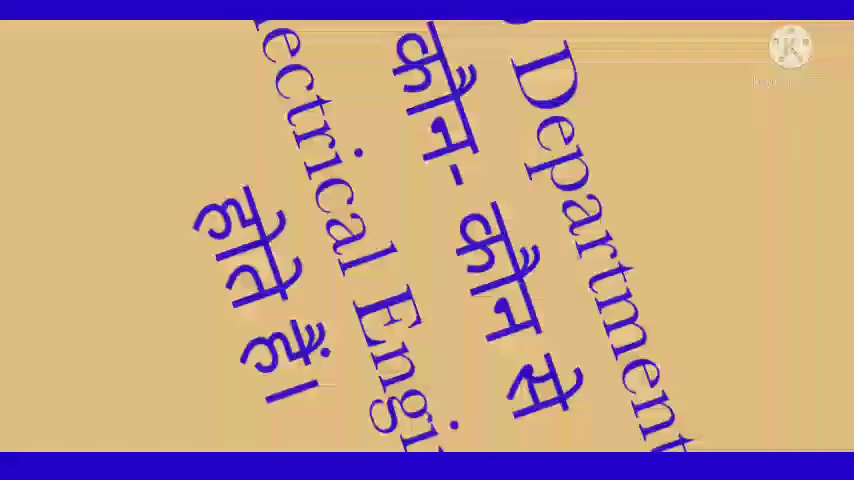 Department
कौन- कौन से
ectrical Engi
होते हैं।